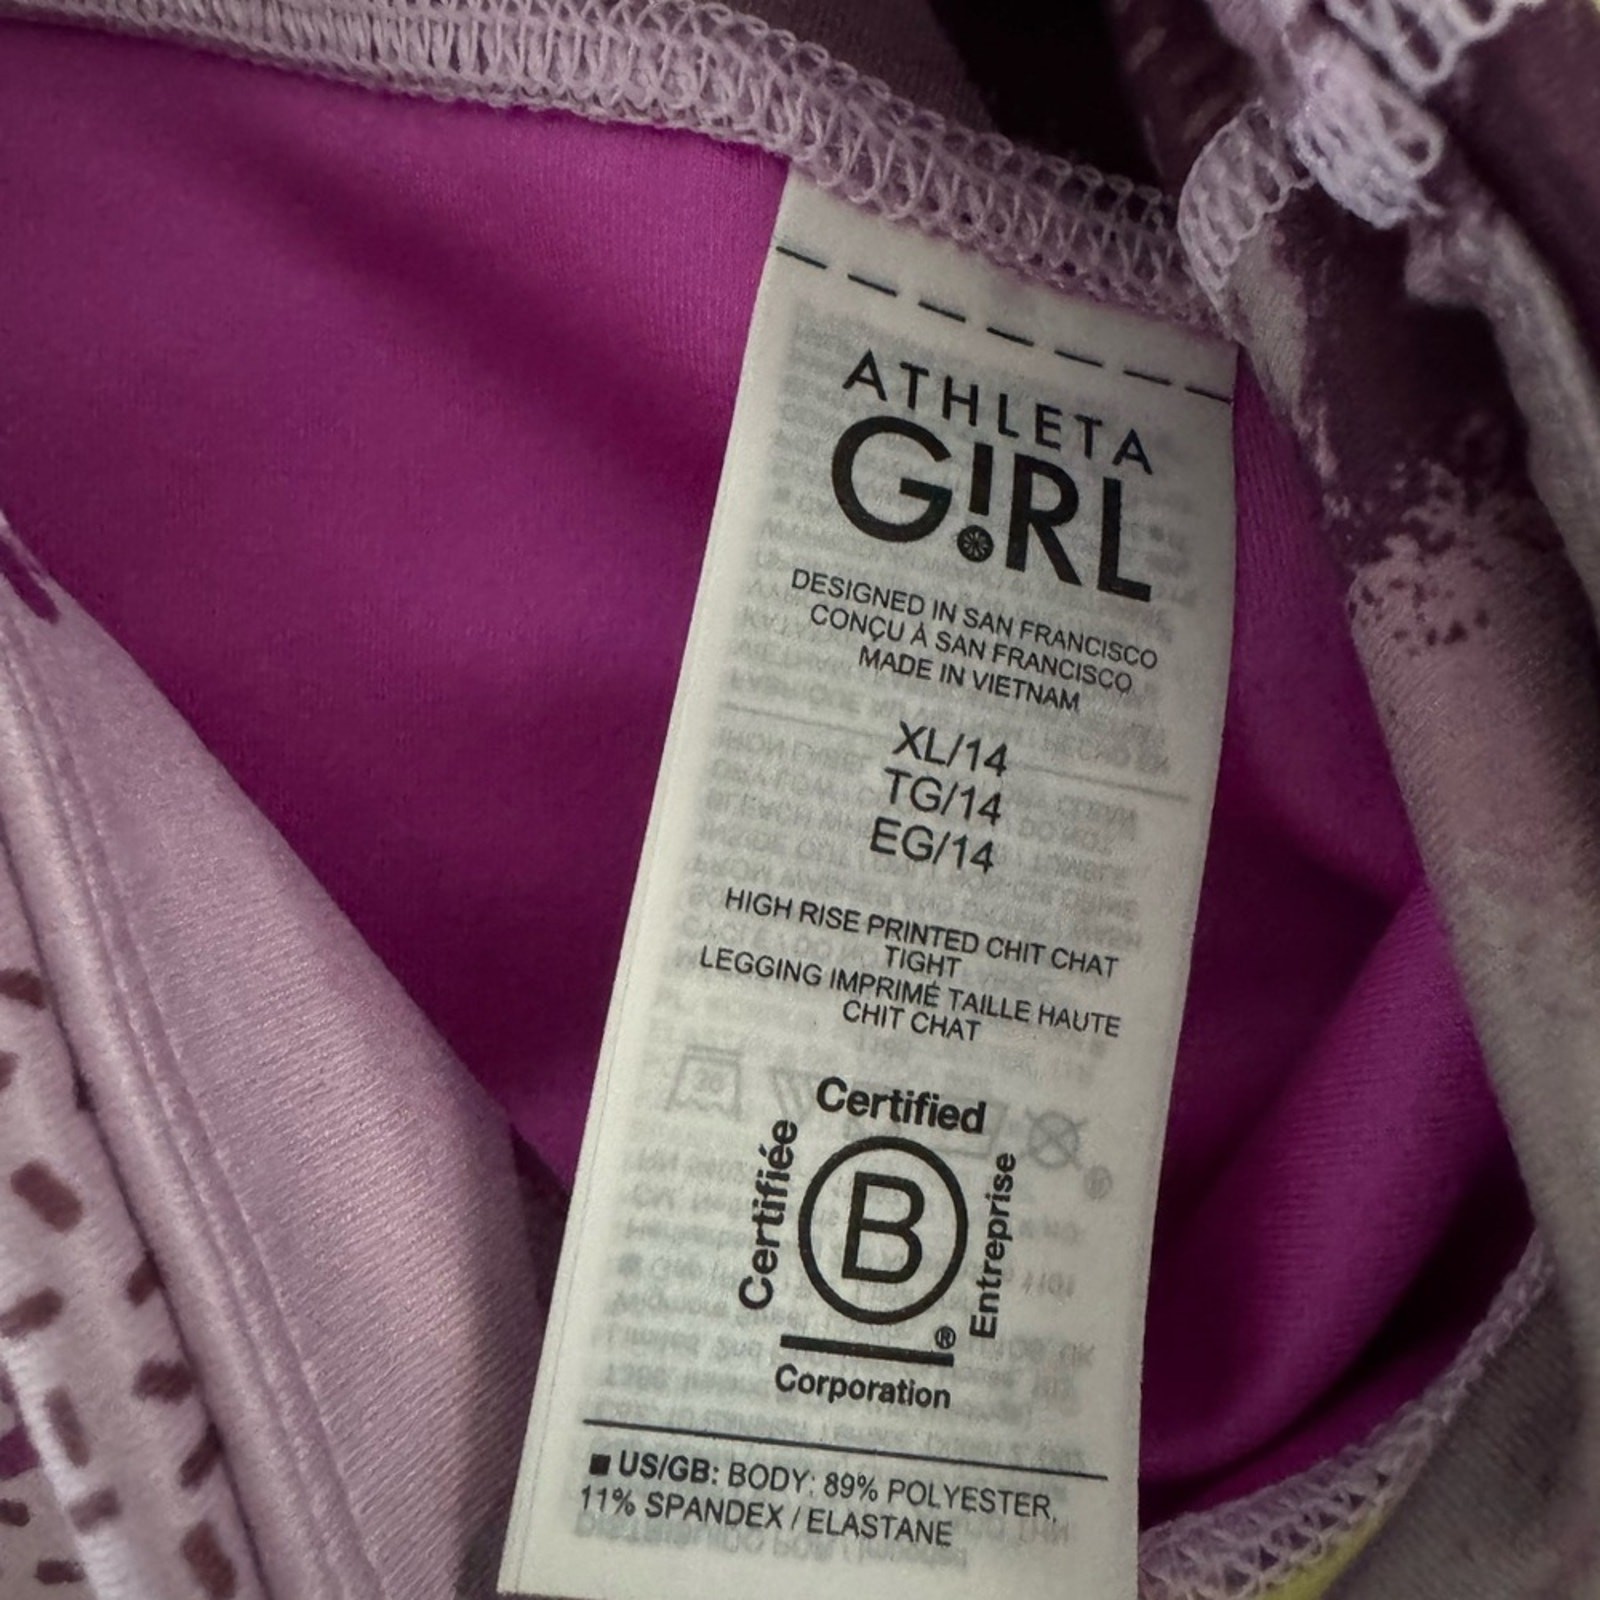 ATHLETA
G!RL
DESIGNED IN SAN FRANCISCO
CONÇU À SAN FRANCISCO
MADE IN VIETNAM
XL/14
TG/14
EG/14
HIGH RISE PRINTED CHIT CHAT
TIGHT
LEGGING IMPRIMÉ TAILLE HAUTE
CHIT CHAT
Certified
Certifiée
B
Entreprise
®
Corporation
■ US/GB: BODY: 89% POLYESTER,
11% SPANDEX / ELASTANE